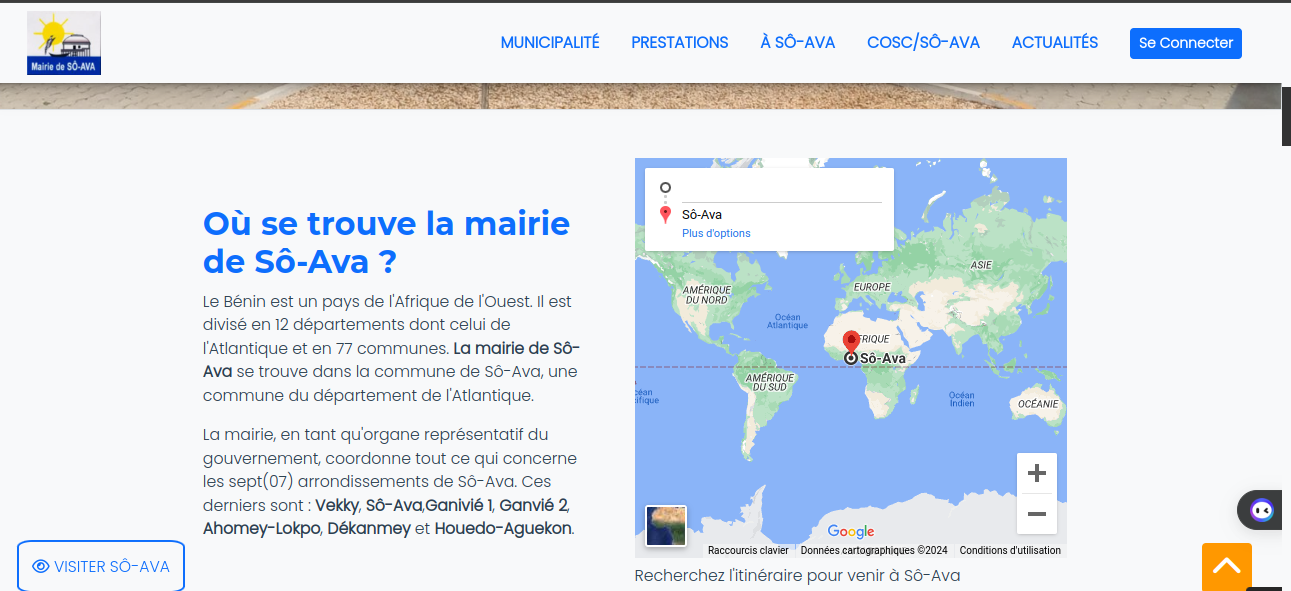 Mairie de SÔ-AVA
MUNICIPALITÉ PRESTATIONS À SÔ-AVA COSC/SÔ-AVA ACTUALITÉS Se Connecter
Où se trouve la mairie
de Sô-Ava ?
Le Bénin est un pays de l'Afrique de l'Ouest. Il est
divisé en 12 départements dont celui de
l'Atlantique et en 77 communes. La mairie de Sô-
Ava se trouve dans la commune de Sô-Ava, une
commune du département de l'Atlantique.
La mairie, en tant qu'organe représentatif du
gouvernement, coordonne tout ce qui concerne
les sept(07) arrondissements de Sô-Ava. Ces
derniers sont : Vekky, Sô-Ava,Ganivié 1, Ganvié 2,
Ahomey-Lokpo, Dékanmey et Houedo-Aguekon.
VISITER SÔ-AVA
Sô-Ava
Plus d'options
ASIE
AMÉRIQUE
DU NORD
EUROPE
Océan
Atlantique
FRIQUE
Sô-Ava
AMÉRIQUE
DU SUD
céan
cifique
Océan
Indien
OCÉANIE
Google
Raccourcis clavier Données cartographiques ©2024 Conditions d'utilisation
Recherchez l'itinéraire pour venir à Sô-Ava